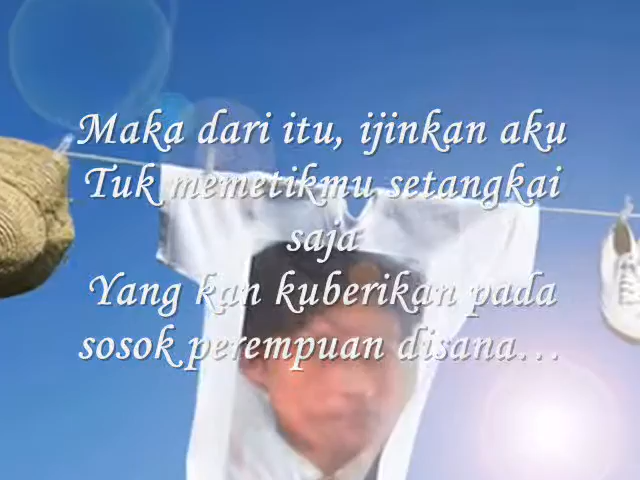 Maka dari itu, ijinkan aku
Tuk memetikmu setangkai
saja
Yang kan kuberikan pada
sosok perempuan disana...